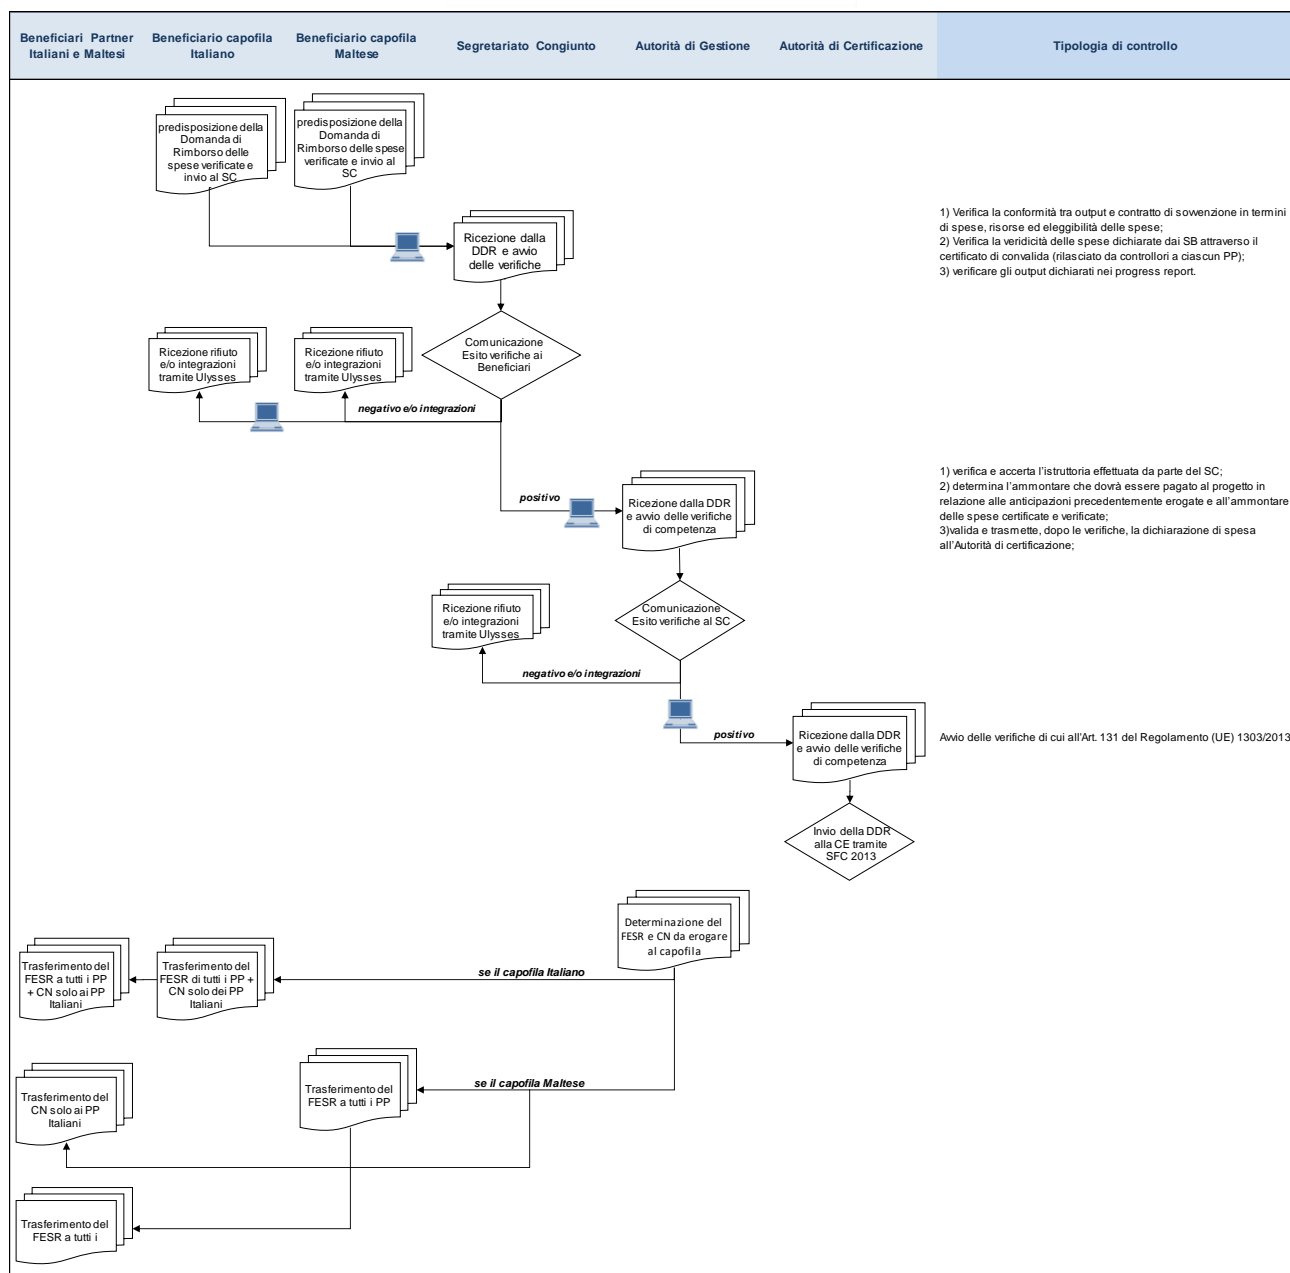 Beneficiari Partner
Italiani e Maltesi
Beneficiario capofila
Italiano
Beneficiario capofila
Maltese
Segretariato Congiunto
Autorità di Gestione
Autorità di Certificazione
Tipologia di controllo
predisposizione della
Domanda di
Rimborso delle
spese verificate e
invio al SC
predisposizione della
Domanda di
Rimborso delle spese
verificate e invio al
SC
Ricezione dalla
DDR e avvio
delle verifiche
1) Verifica la conformità tra output e contratto di sovvenzione in termini
di spese, risorse ed eleggibilità delle spese;
2) Verifica la veridicità delle spese dichiarate dai SB attraverso il
certificato di convalida (rilasciato da controllori a ciascun PP);
3) verificare gli output dichiarati nei progress report.
Ricezione rifiuto
e/o integrazioni
tramite Ulysses
Ricezione rifiuto
e/o integrazioni
tramite Ulysses
Comunicazione
Esito verifiche ai
Beneficiari
negativo e/o integrazioni
positivo
Ricezione dalla DDR
e avvio delle verifiche
di competenza
1) verifica e accerta l'istruttoria effettuata da parte del SC;
2) determina l'ammontare che dovrà essere pagato al progetto in
relazione alle anticipazioni precedentemente erogate e all'ammontare
delle spese certificate e verificate;
3)valida e trasmette, dopo le verifiche, la dichiarazione di spesa
all'Autorità di certificazione;
Ricezione rifiuto
e/o integrazioni
tramite Ulysses
Comunicazione
Esito verifiche al SC
negativo e/o integrazioni
positivo
Ricezione dalla DDR
e avvio delle verifiche
di competenza
Avvio delle verifiche di cui all'Art. 131 del Regolamento (UE) 1303/2013
Invio della DDR
alla CE tramite
SFC 2013
Determinazione del
FESR e CN da erogare
al capofila
se il capofila Italiano
Trasferimento del
FESR a tutti i PP
+ CN solo ai PP
Italiani
Trasferimento del
FESR di tutti i PP +
CN solo dei PP
Italiani
se il capofila Maltese
Trasferimento del
FESR a tutti i PP
Trasferimento del
CN solo ai PP
Italiani
Trasferimento del
FESR a tutti i